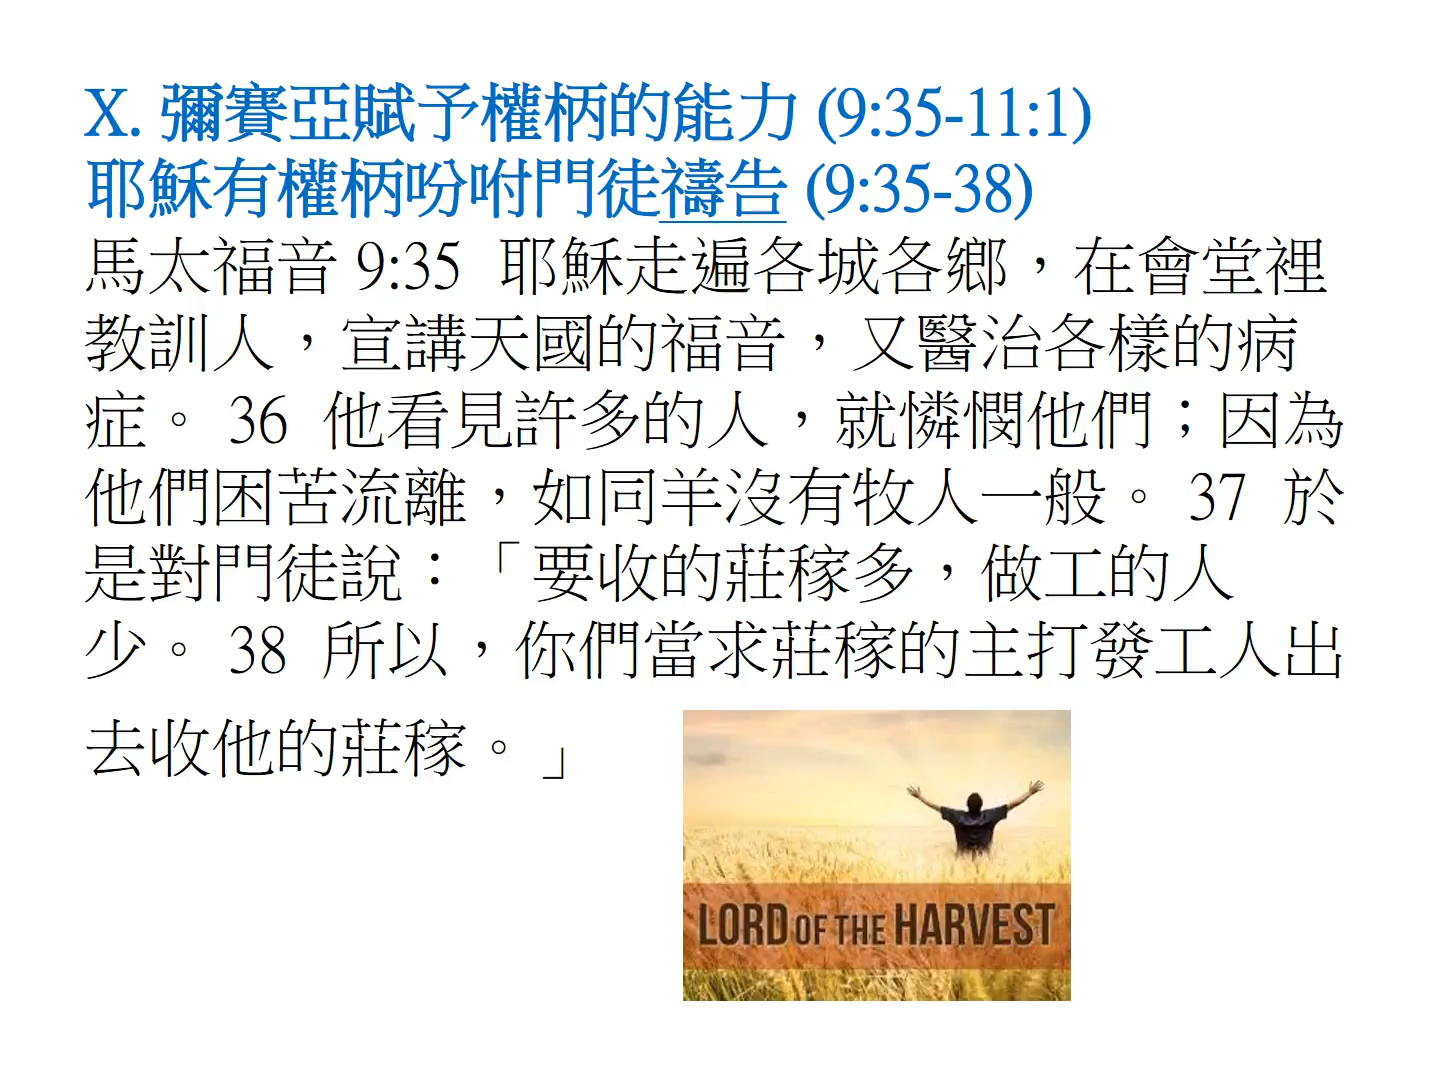 X. 彌賽亞賦予權柄的能力 (9:35-11:1)
耶穌有權柄吩咐門徒禱告 (9:35-38)
馬太福音 9:35 耶穌走遍各城各鄉，在會堂裡
教訓人，宣講天國的福音，又醫治各樣的病
症。 36 他看見許多的人，就憐憫他們；因為
他們困苦流離，如同羊沒有牧人一般。 37 於
是對門徒說：「要收的莊稼多，做工的人
少。 38 所以，你們當求莊稼的主打發工人出
去收他的莊稼。」
LORD OF THE HARVEST